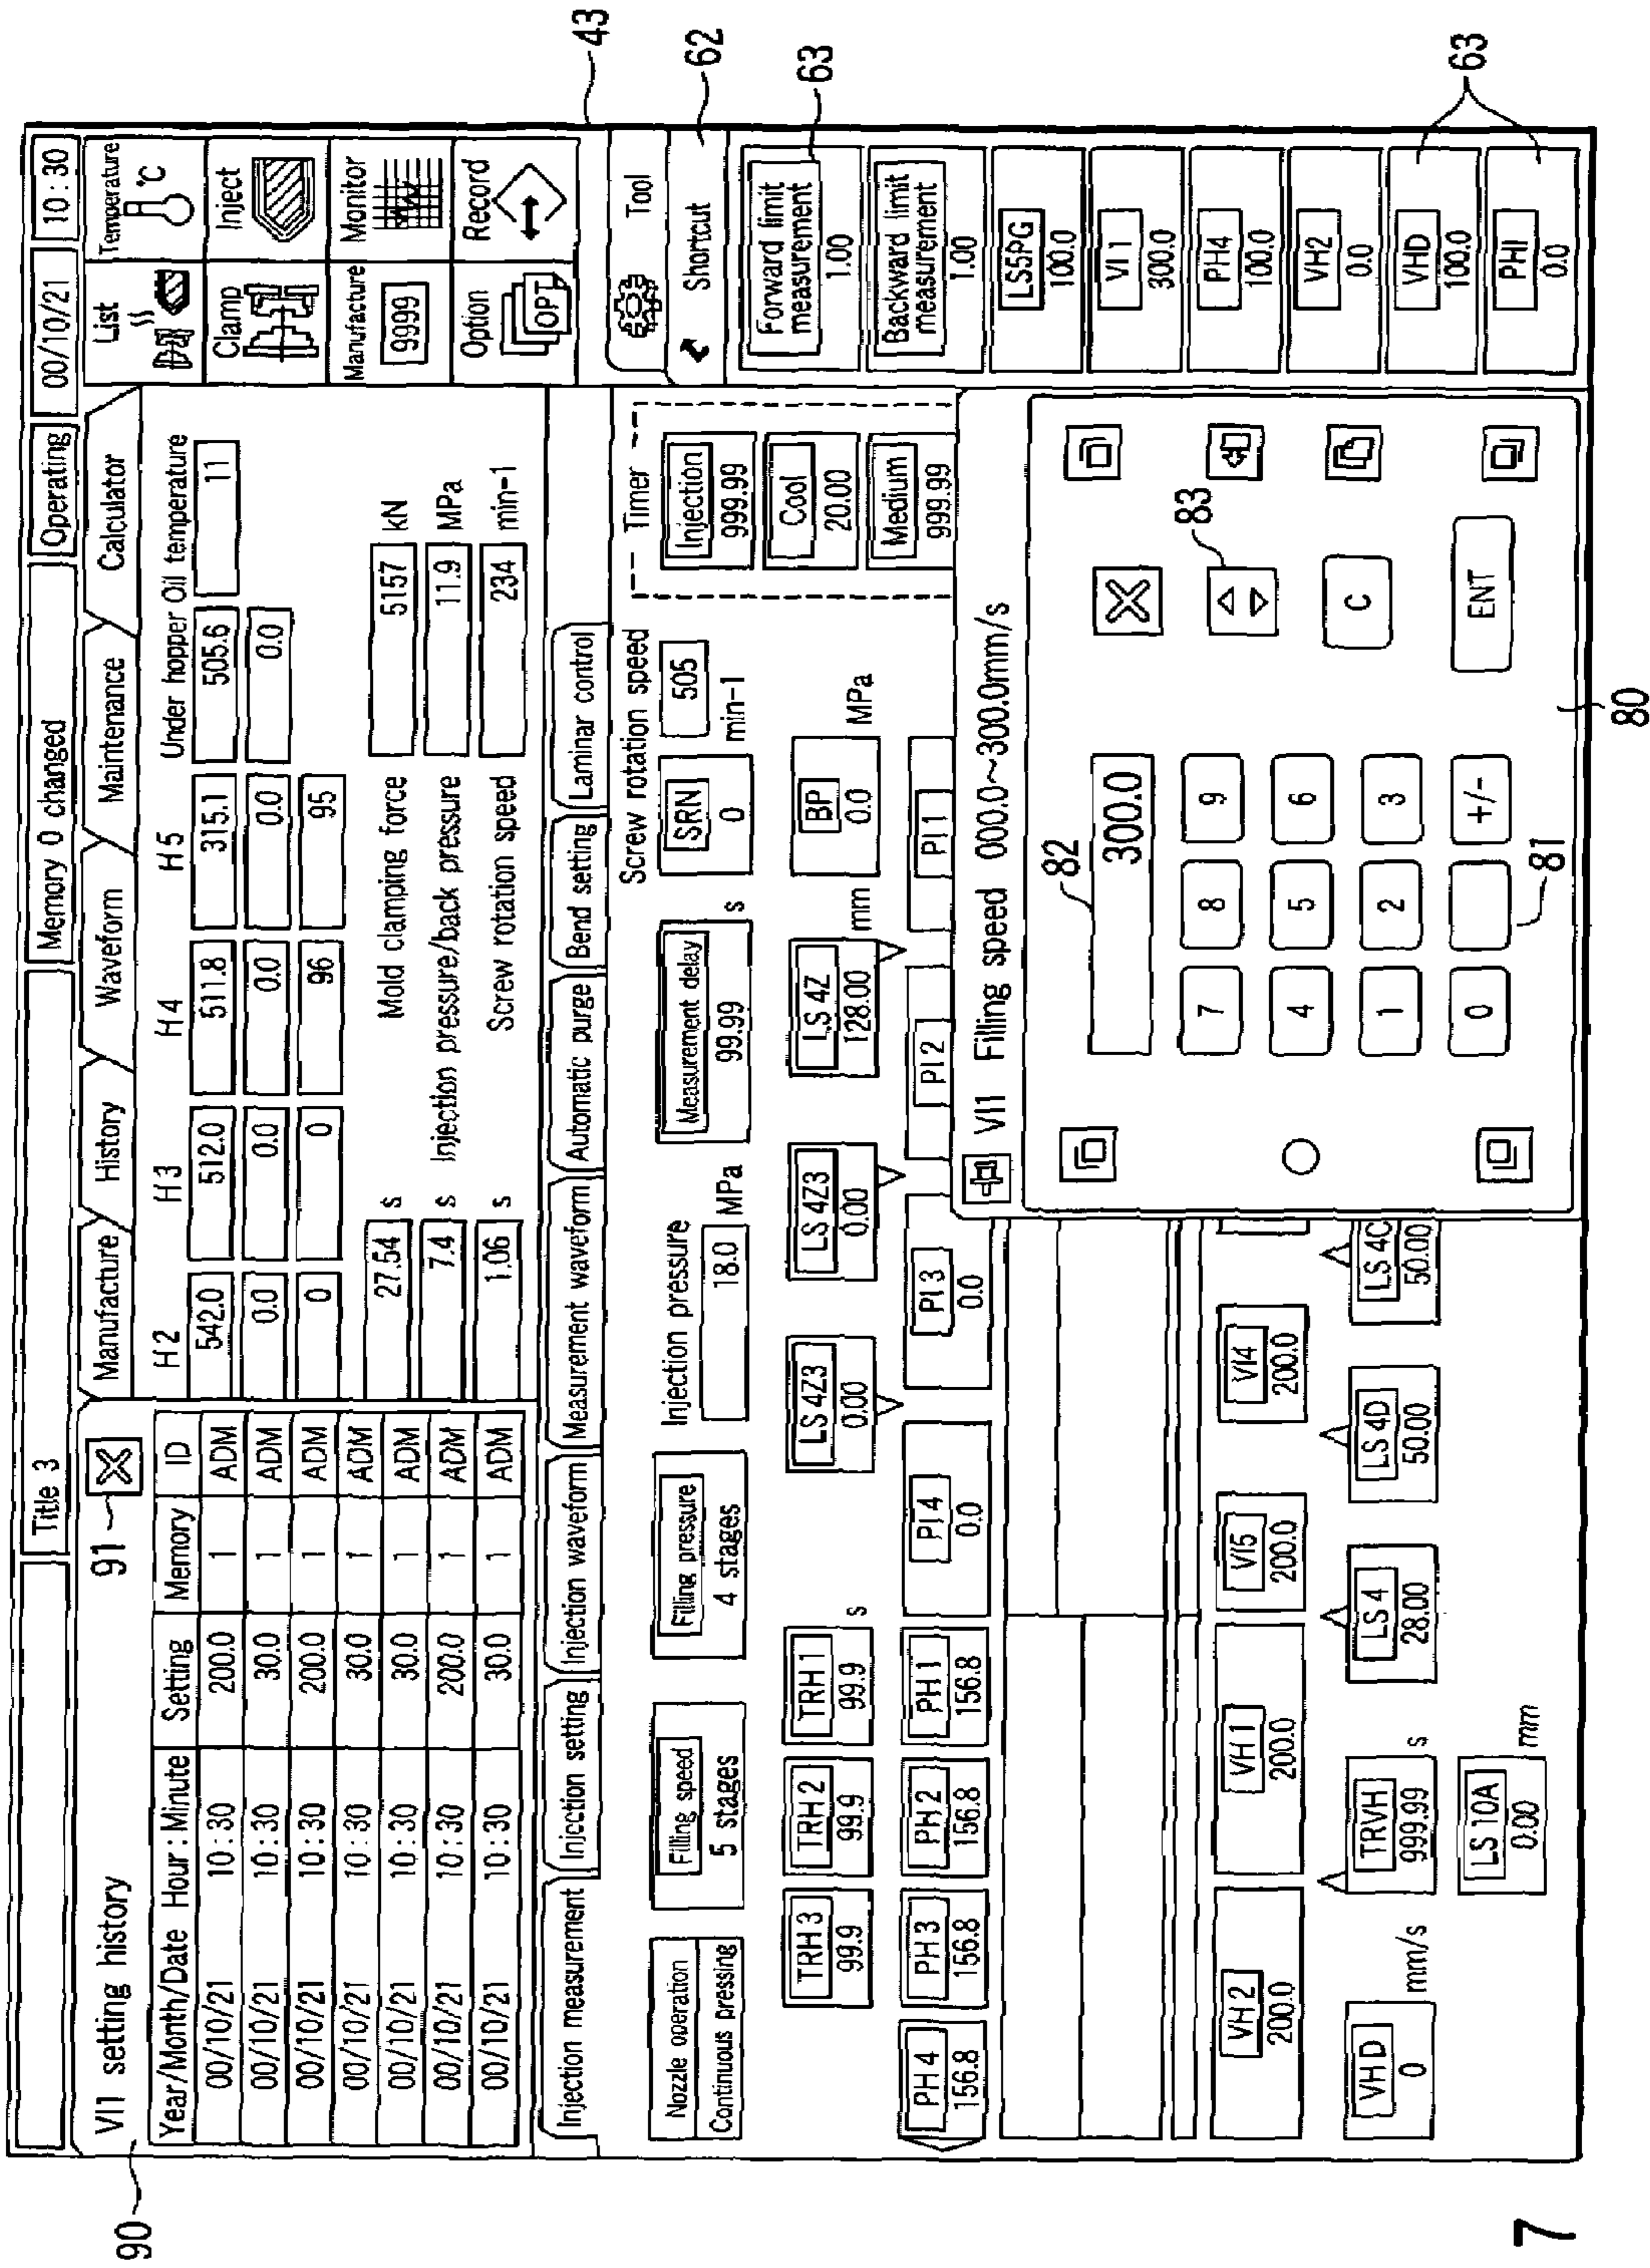 Title 3
Memory 0 changed
Operating
00/10/21
10 : 30
VI1 setting history
91
90
Year/Month/Date Hour : Minute Setting Memory ID
00/10/21 10 : 30 200.0 1 ADM
00/10/21 10 : 30 30.0 1 ADM
00/10/21 10 : 30 200.0 1 ADM
00/10/21 10 : 30 30.0 1 ADM
00/10/21 10 : 30 30.0 1 ADM
00/10/21 10 : 30 200.0 1 ADM
00/10/21 10 : 30 30.0 1 ADM
Manufacture History Waveform Maintenance Calculator
H2 H3 H4 H5 Under hopper Oil temperature
542.0 512.0 511.8 315.1 505.6 11
0.0 0.0 0.0 0.0 0.0
0 0 96 95
27.54 s Mold clamping force 5157 kN
7.4 s Injection pressure/back pressure 11.9 MPa
1.06 s Screw rotation speed 234 min-1
List
Temperature
°C
Clamp
Inject
Manufacture
9999
Monitor
Option
OPT
Record
43
Tool
Shortcut
62
Forward limit
measurement
1.00
63
Backward limit
measurement
1.00
LS5PG
100.0
VI 1
300.0
PH4
100.0
VH2
0.0
VHD
100.0
PHI
0.0
63
Injection measurement Injection setting Injection waveform Measurement waveform Automatic purge Bend setting Laminar control
Nozzle operation
Continuous pressing
Filling speed
5 stages
Filling pressure
4 stages
Injection pressure
18.0 MPa
Measurement delay
99.99 s
Screw rotation speed
SRN
0
505
min-1
Timer
Injection
999.99
Cool
20.00
Medium
999.99
TRH 3
99.9
TRH 2
99.9
TRH 1
99.9
s
LS 4Z3
0.00
LS 4Z3
0.00
LS 4Z
128.00
mm
BP
0.0
MPa
PH 4
156.8
PH 3
156.8
PH 2
156.8
PH 1
156.8
PI 4
0.0
PI 3
0.0
PI 2
PI 1
VH 2
200.0
VH 1
200.0
VI5
200.0
VI4
200.0
VHD
0
mm/s
TRVH
999.99
s
LS 4
28.00
LS 4D
50.00
LS 4C
50.00
LS 10A
0.00
mm
VI1 Filling speed 000.0~300.0mm/s
82
300.0
83
7 8 9
4 5 6
C
1 2 3
0 +/- ENT
81
80
7